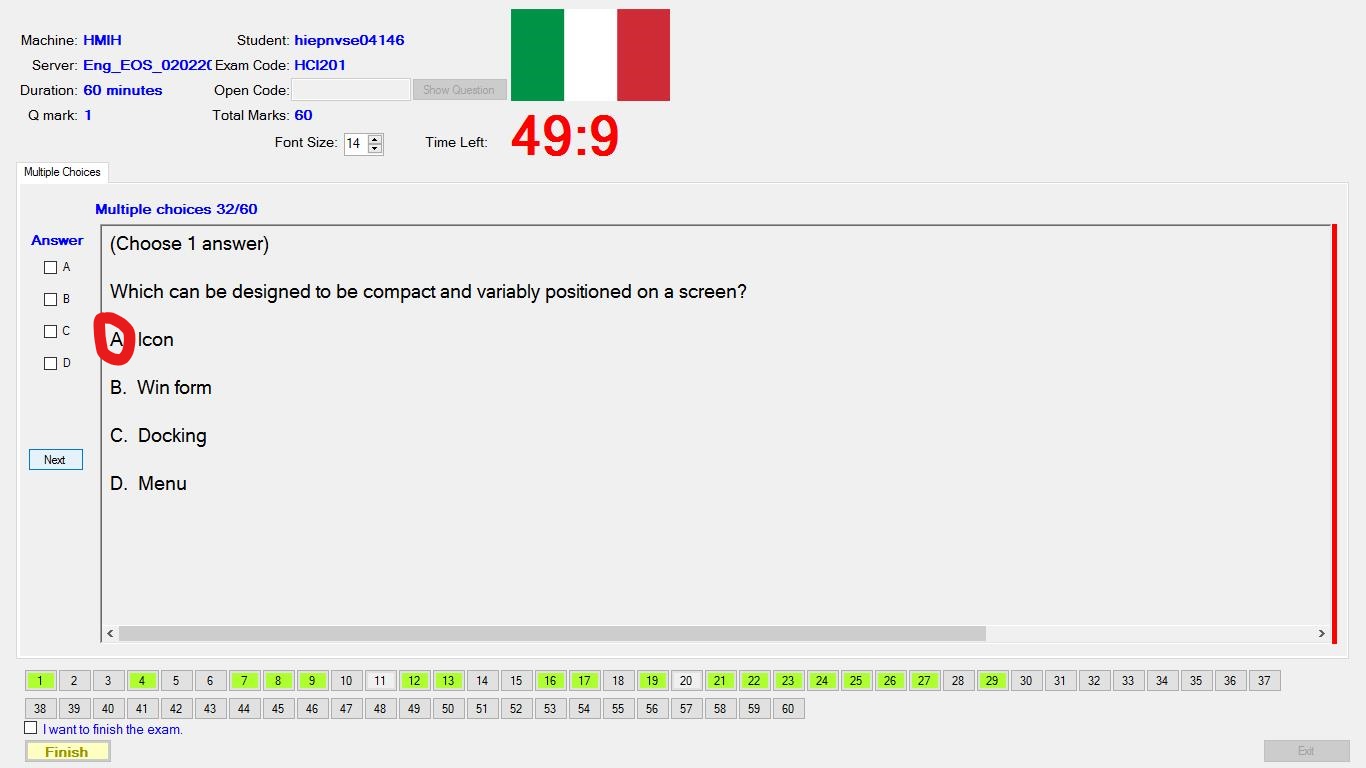 Machine: HMIH Student: hiepnvse04146
Server: Eng_EOS_02022 Exam Code: HCI201
Duration: 60 minutes Open Code: Show Question
Q mark: 1 Total Marks: 60
Font Size: 14 Time Left: 49:9
Multiple Choices
Multiple choices 32/60
Answer
A
B
C
D
Next
(Choose 1 answer)
Which can be designed to be compact and variably positioned on a screen?
A. Icon
B. Win form
C. Docking
D. Menu
1 2 3 4 5 6 7 8 9 10 11 12 13 14 15 16 17 18 19 20 21 22 23 24 25 26 27 28 29 30 31 32 33 34 35 36 37
38 39 40 41 42 43 44 45 46 47 48 49 50 51 52 53 54 55 56 57 58 59 60
I want to finish the exam.
Finish Exit